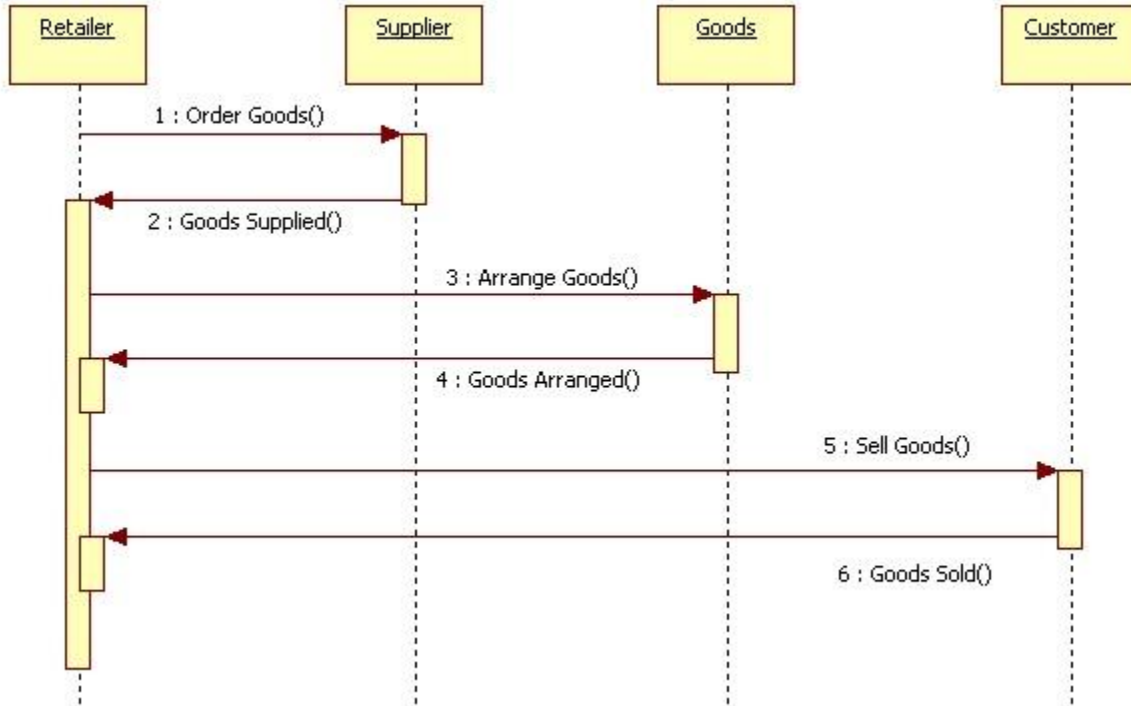 Retailer
Supplier
Goods
Customer
1 : Order Goods()
2 : Goods Supplied()
3 : Arrange Goods()
4 : Goods Arranged()
5 : Sell Goods()
6 : Goods Sold()